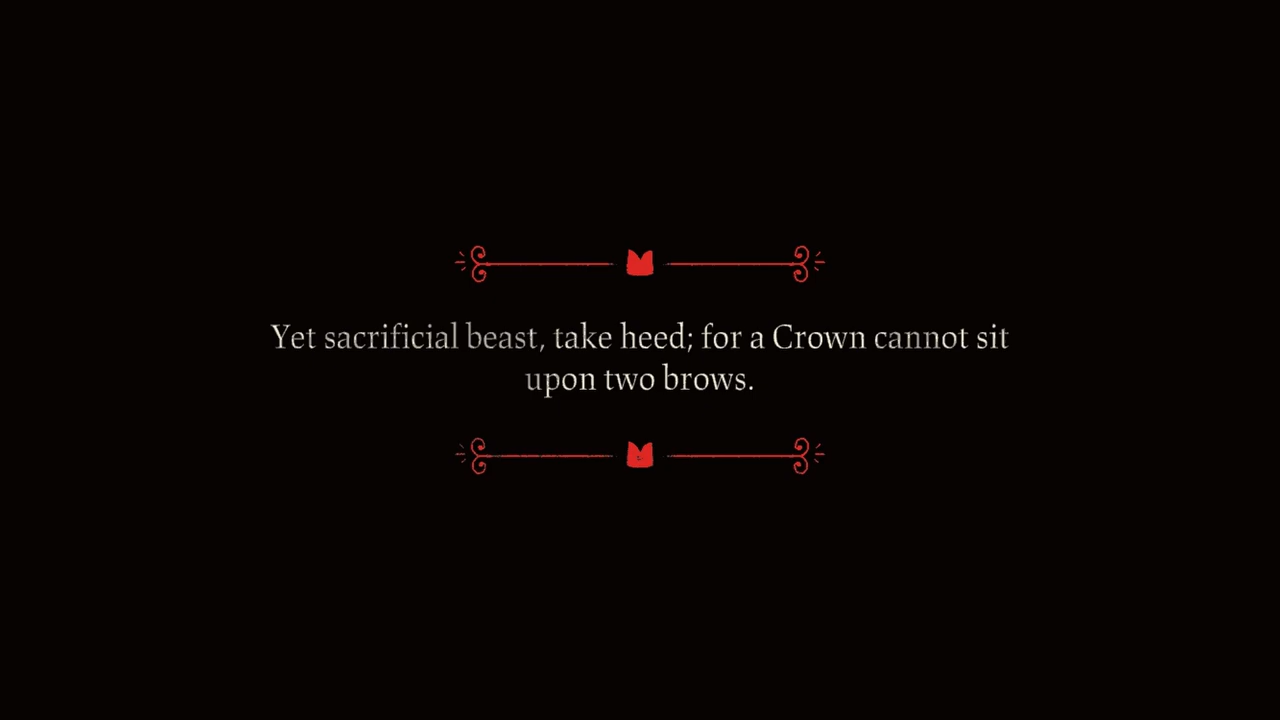 Yet sacrificial beast, take heed; for a Crown cannot sit
upon two brows.